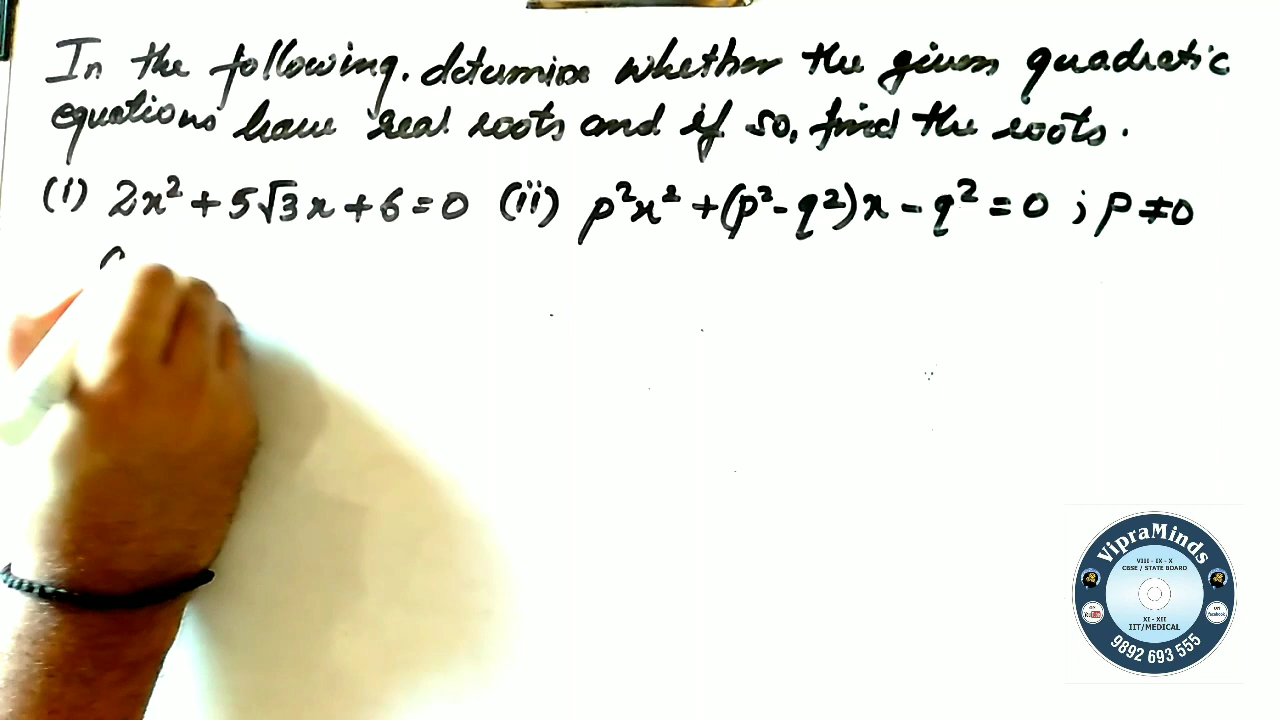 In the following, determine whether the given quadratic
equations have real roots and if so, find the roots.
(i) 2x² + 5√3x + 6 = 0 (ii) p²x² + (p² - q²)x - q² = 0 ; p ≠ 0
VipraMinds
VIII - IX - X
CBSE / STATE BOARD
XI - XII
IIT/MEDICAL
9892 693 555